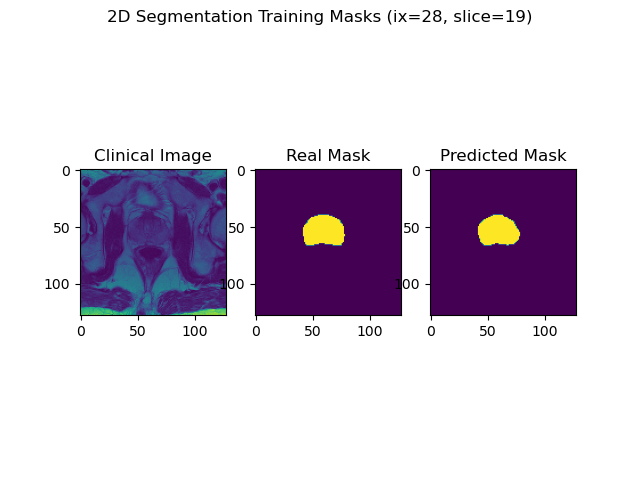 2D Segmentation Training Masks (ix=28, slice=19)
Clinical Image Real Mask Predicted Mask
0 0 0
50 50 50
100 100 100
0 50 100 0 50 100 0 50 100